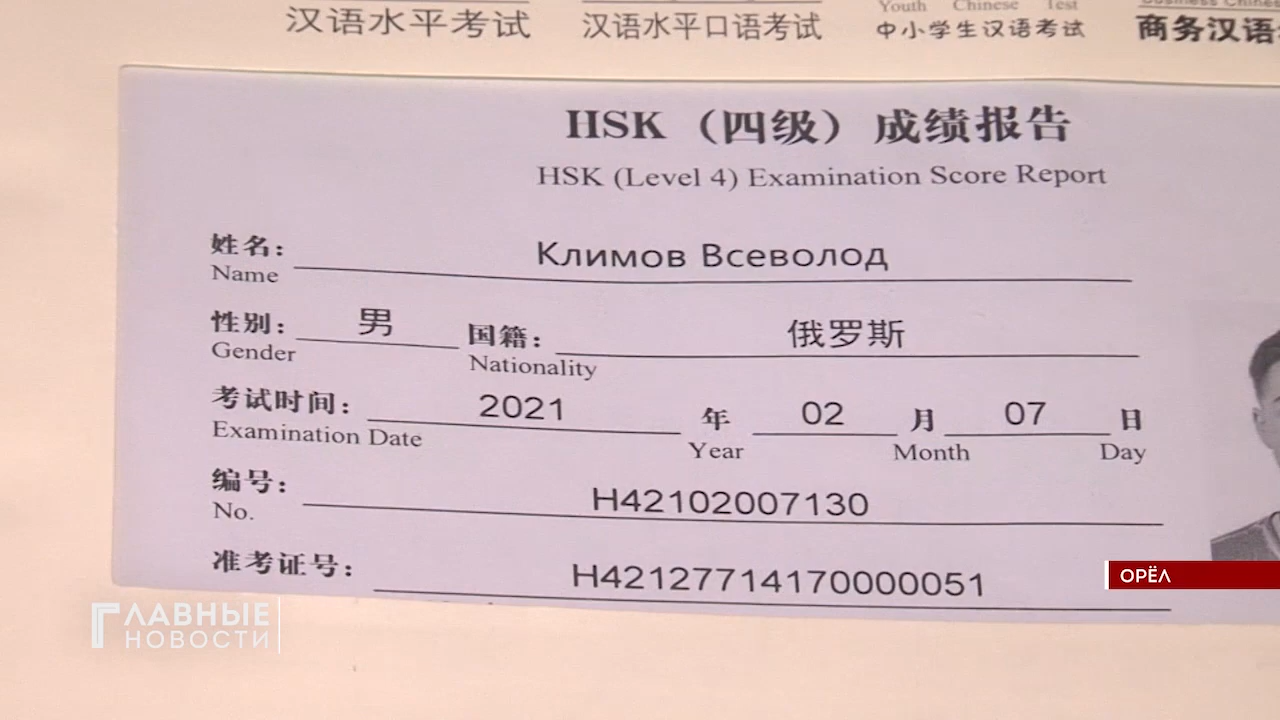 Youth Chinese Test
汉语水平考试 汉语水平口语考试 中小学生汉语考试 商务汉语
HSK（四级）成绩报告
HSK (Level 4) Examination Score Report
姓名： Климов Всеволод
Name
性别： 男 国籍： 俄罗斯
Gender Nationality
考试时间： 2021 年 02 月 07 日
Examination Date Year Month Day
编号： H42102007130
No.
准考证号： H42127714170000051
ОРЁЛ
ГЛАВНЫЕ
НОВОСТИ